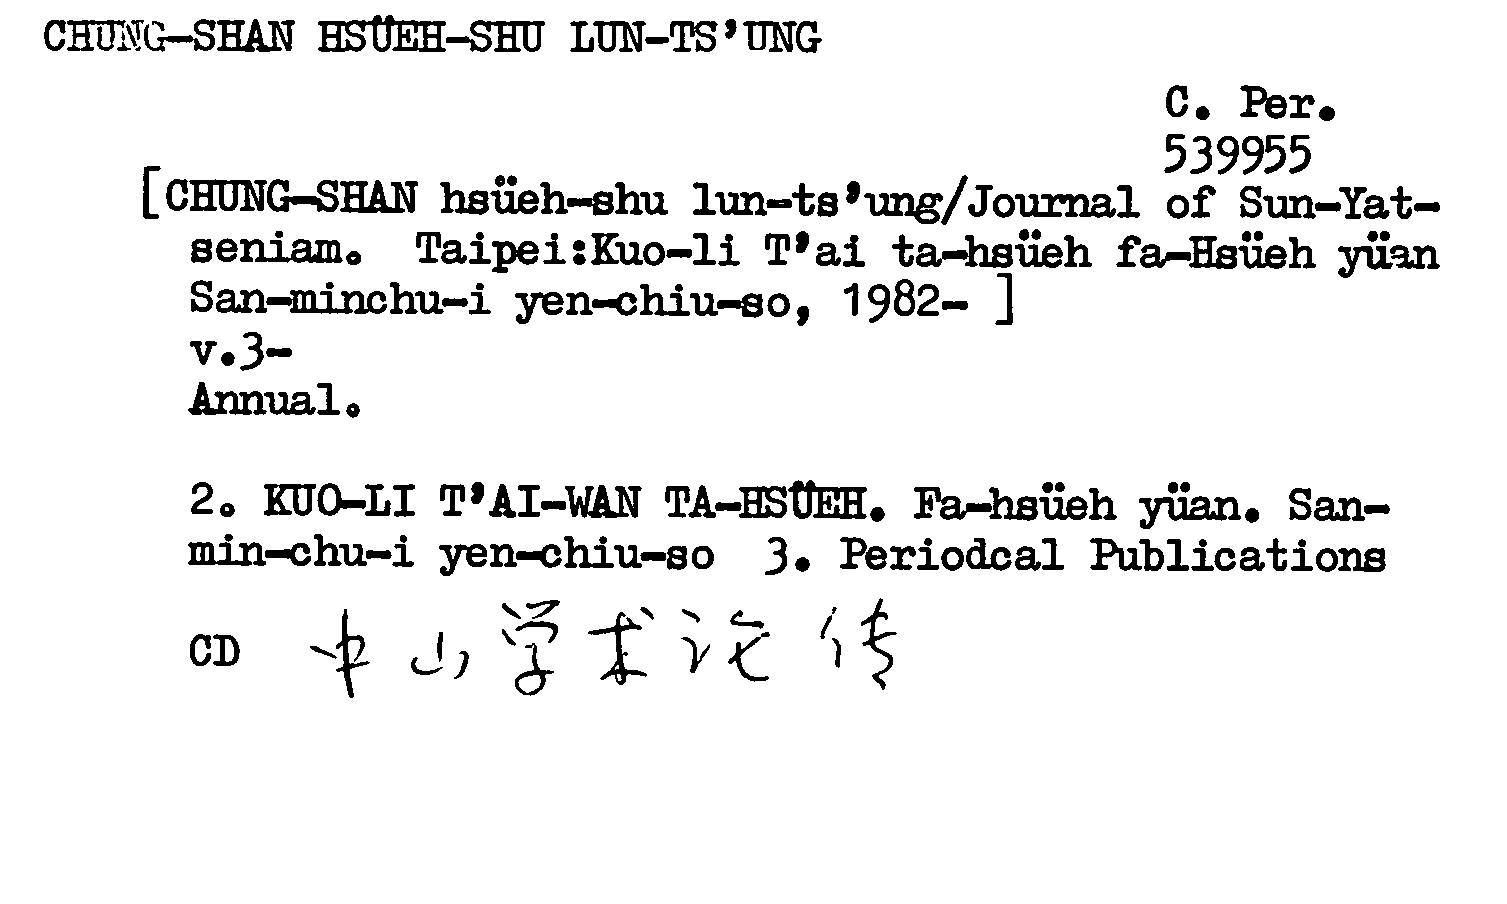 CHUNG-SHAN HSÜEH-SHU LUN-TS'UNG
C. Per.
539955
[CHUNG-SHAN hsüeh-shu lun-ts'ung/Journal of Sun-Yat-
seniam. Taipei:Kuo-li T'ai ta-hsüeh fa-Hsüeh yüan
San-minchu-i yen-chiu-so, 1982- ]
v.3-
Annual.
2. KUO-LI T'AI-WAN TA-HSÜEH. Fa-hsüeh yüan. San-
min-chu-i yen-chiu-so 3. Periodcal Publications
CD 中山学术论传